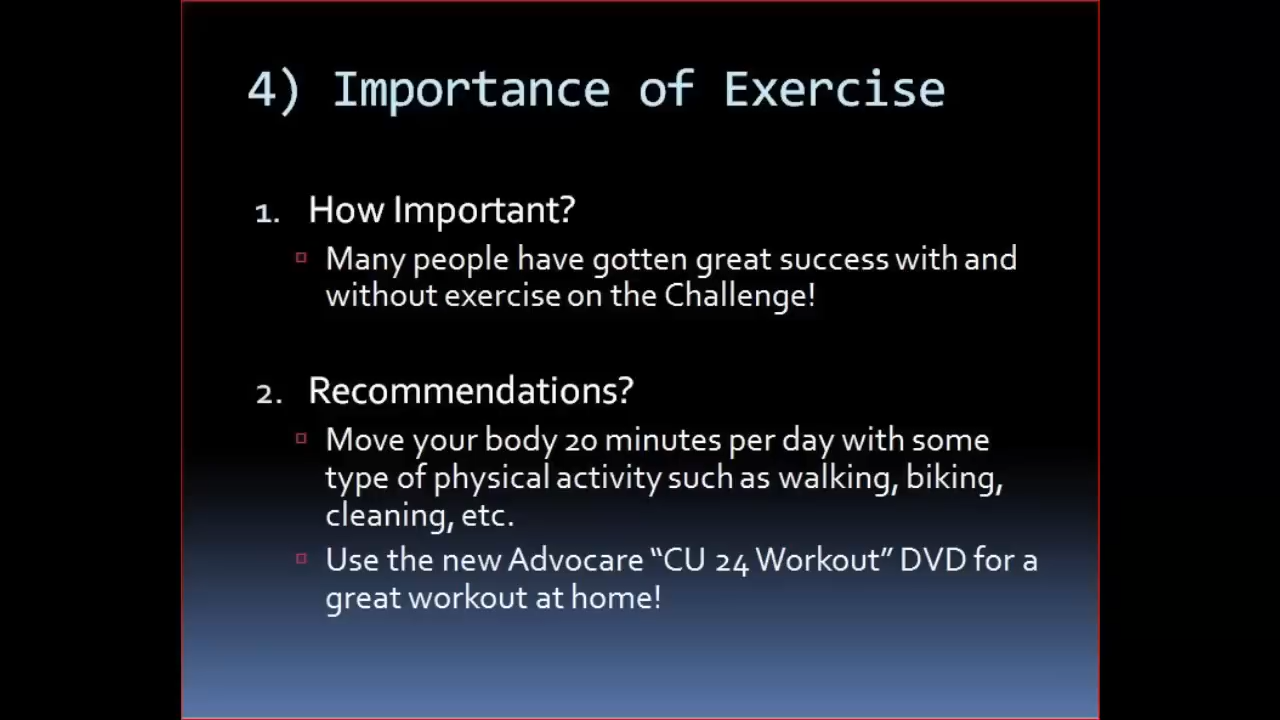 4) Importance of Exercise
1. How Important?
Many people have gotten great success with and
without exercise on the Challenge!
2. Recommendations?
Move your body 20 minutes per day with some
type of physical activity such as walking, biking,
cleaning, etc.
Use the new Advocare “CU 24 Workout” DVD for a
great workout at home!